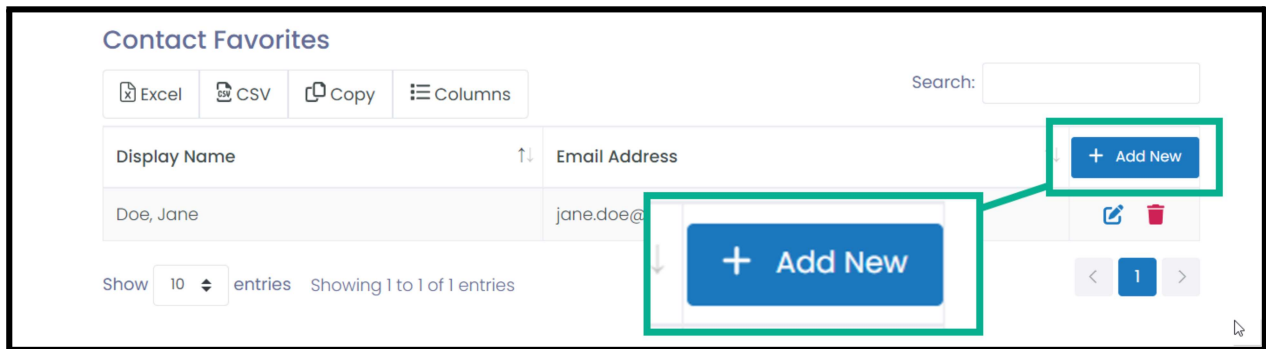 Contact Favorites
Excel CSV Copy Columns Search:
Display Name Email Address + Add New
Doe, Jane jane.doe@
+ Add New
Show 10 entries Showing 1 to 1 of 1 entries < 1 >